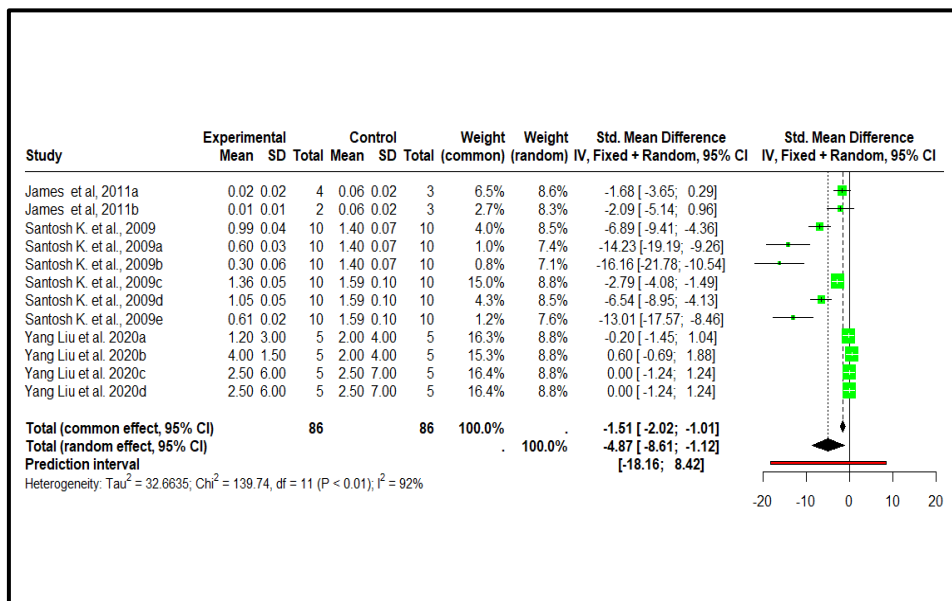 Experimental Control Weight Weight Std. Mean Difference Std. Mean Difference
Study Mean SD Total Mean SD Total (common) (random) IV, Fixed + Random, 95% CI IV, Fixed + Random, 95% CI
James et al, 2011a 0.02 0.02 4 0.06 0.02 3 6.5% 8.6% -1.68 [-3.65; 0.29]
James et al, 2011b 0.01 0.01 2 0.06 0.02 3 2.7% 8.3% -2.09 [-5.14; 0.96]
Santosh K. et al., 2009 0.99 0.04 10 1.40 0.07 10 4.0% 8.6% -6.89 [-9.41; -4.36]
Santosh K. et al., 2009a 0.60 0.03 10 1.40 0.07 10 1.0% 7.4% -14.23 [-19.19; -9.26]
Santosh K. et al., 2009b 0.30 0.06 10 1.40 0.07 10 0.8% 7.1% -16.16 [-21.78; -10.54]
Santosh K. et al., 2009c 1.36 0.05 10 1.59 0.10 10 15.0% 8.8% -2.79 [-4.08; -1.49]
Santosh K. et al., 2009d 1.05 0.05 10 1.59 0.10 10 4.3% 8.6% -6.54 [-8.95; -4.13]
Santosh K. et al., 2009e 0.61 0.02 10 1.59 0.10 10 1.2% 7.6% -13.01 [-17.57; -8.46]
Yang Liu et al. 2020a 1.20 3.00 5 2.00 4.00 5 16.3% 8.8% -0.20 [-1.45; 1.04]
Yang Liu et al. 2020b 4.00 1.50 5 2.00 4.00 5 15.3% 8.8% 0.60 [-0.69; 1.88]
Yang Liu et al. 2020c 2.50 6.00 5 2.50 7.00 5 16.4% 8.8% 0.00 [-1.24; 1.24]
Yang Liu et al. 2020d 2.50 6.00 5 2.50 7.00 5 16.4% 8.8% 0.00 [-1.24; 1.24]
Total (common effect, 95% CI) 86 86 100.0% . -1.51 [-2.02; -1.01]
Total (random effect, 95% CI) . 100.0% -4.87 [-8.61; -1.12]
Prediction interval [-18.16; 8.42]
Heterogeneity: Tau² = 32.6635; Chi² = 139.74, df = 11 (P < 0.01); I² = 92%
-20 -10 0 10 20